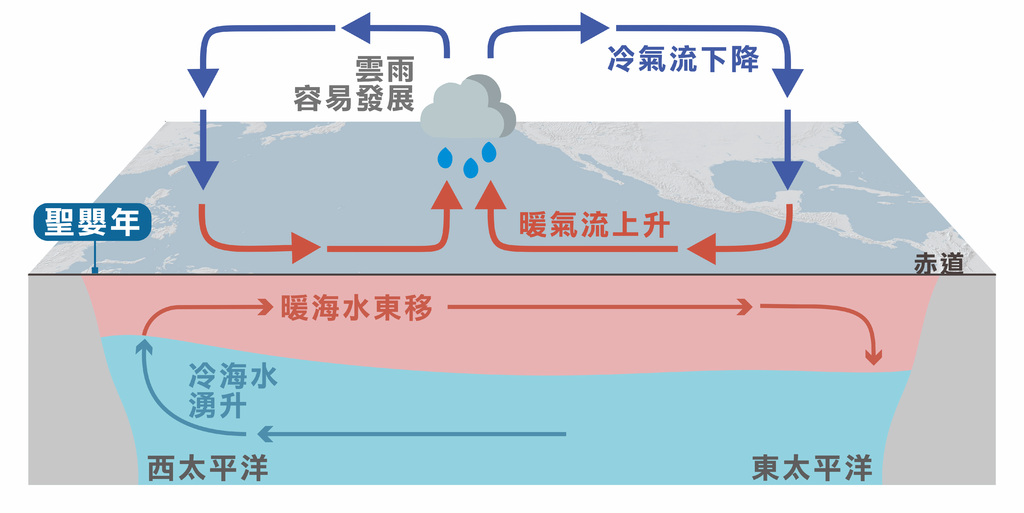 冷氣流下降
雲雨
容易發展
聖嬰年
暖氣流上升
赤道
暖海水東移
冷海水
湧升
西太平洋
東太平洋